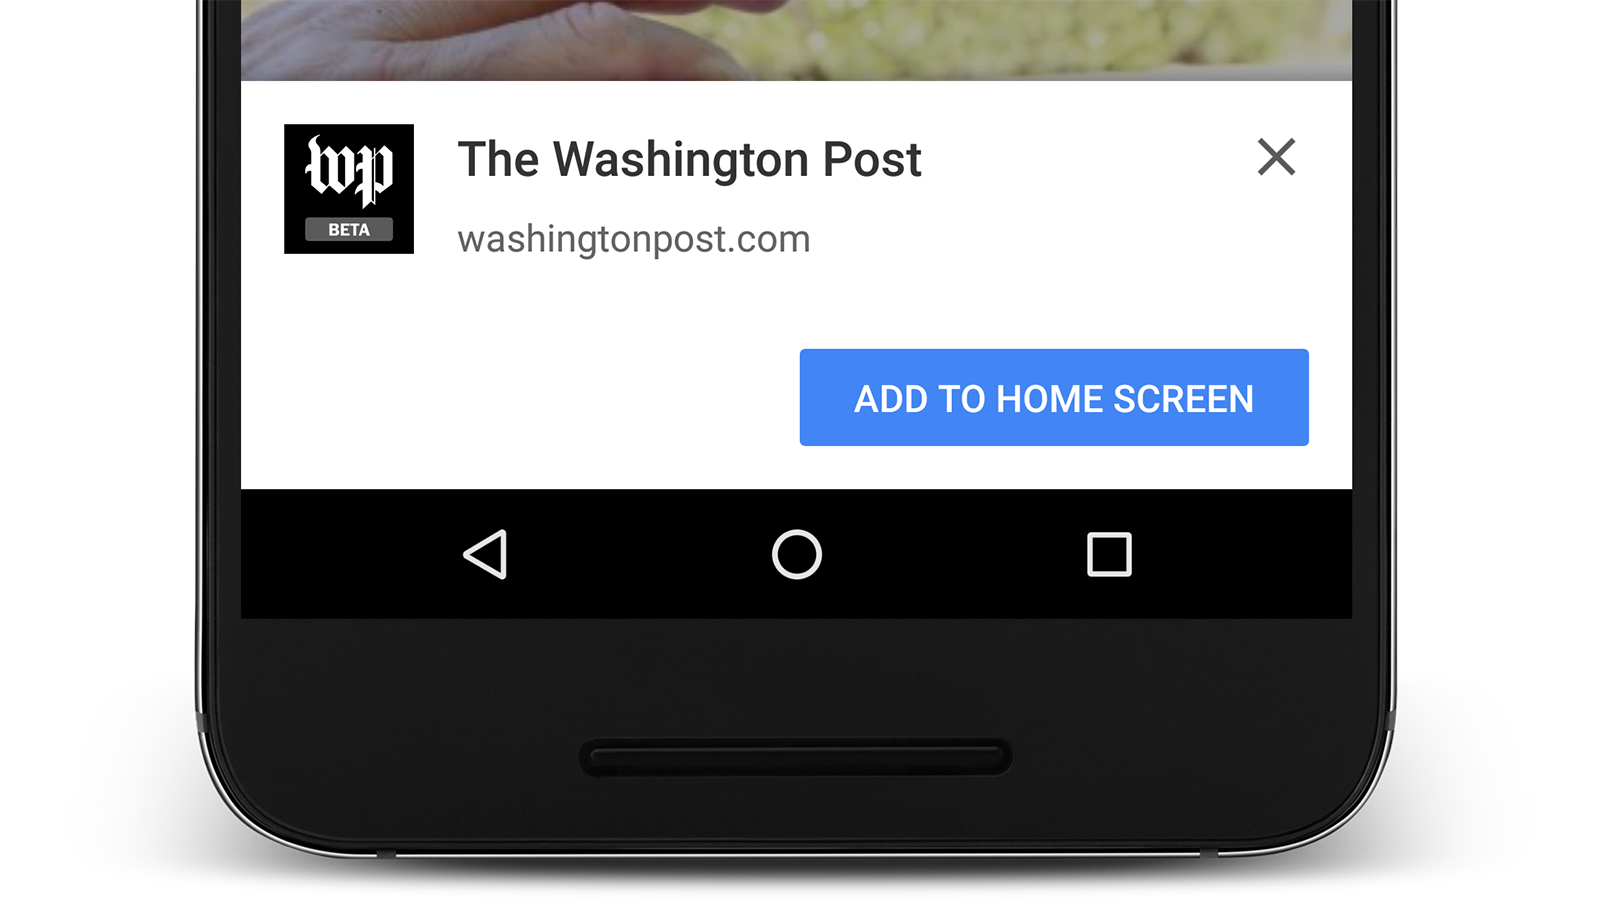 wp
The Washington Post
BETA
washingtonpost.com
ADD TO HOME SCREEN